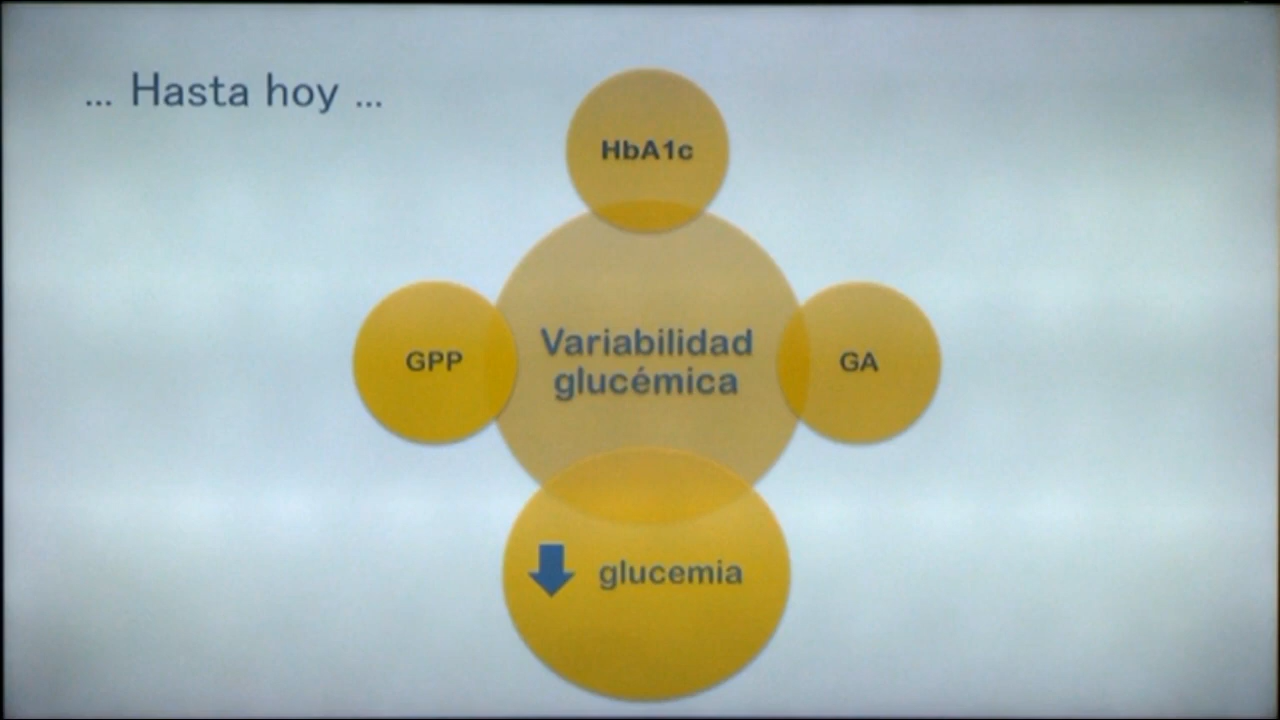 ... Hasta hoy ...
HbA1c
GPP
Variabilidad
glucémica
GA
glucemia